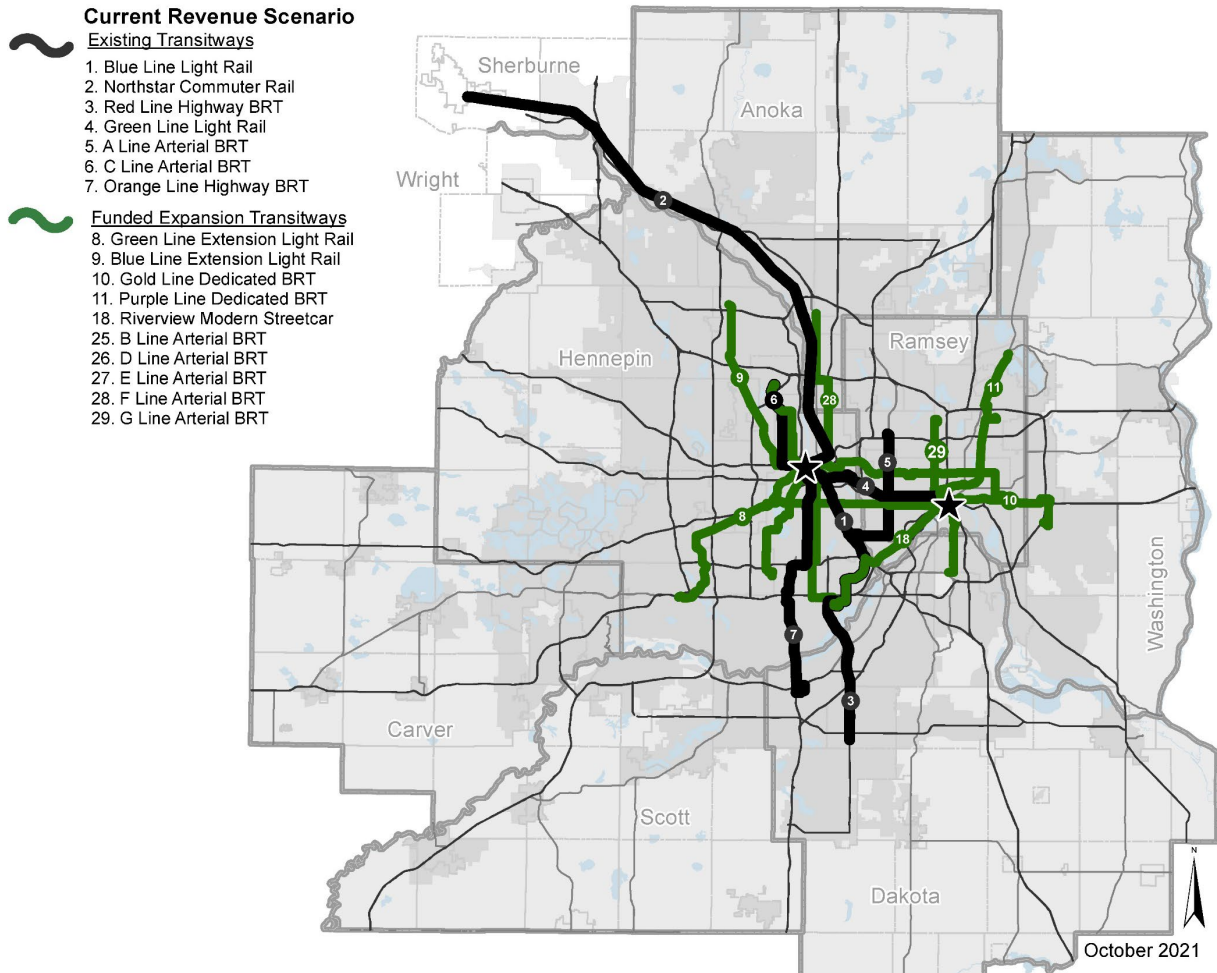 Current Revenue Scenario
Existing Transitways
1. Blue Line Light Rail
2. Northstar Commuter Rail
3. Red Line Highway BRT
4. Green Line Light Rail
5. A Line Arterial BRT
6. C Line Arterial BRT
7. Orange Line Highway BRT
Funded Expansion Transitways
8. Green Line Extension Light Rail
9. Blue Line Extension Light Rail
10. Gold Line Dedicated BRT
11. Purple Line Dedicated BRT
18. Riverview Modern Streetcar
25. B Line Arterial BRT
26. D Line Arterial BRT
27. E Line Arterial BRT
28. F Line Arterial BRT
29. G Line Arterial BRT
Sherburne
Anoka
Wright
2
Ramsey
Hennepin
9
11
6
28
29
5
4
10
8
1
18
Washington
7
3
Carver
Scott
Dakota
N
October 2021